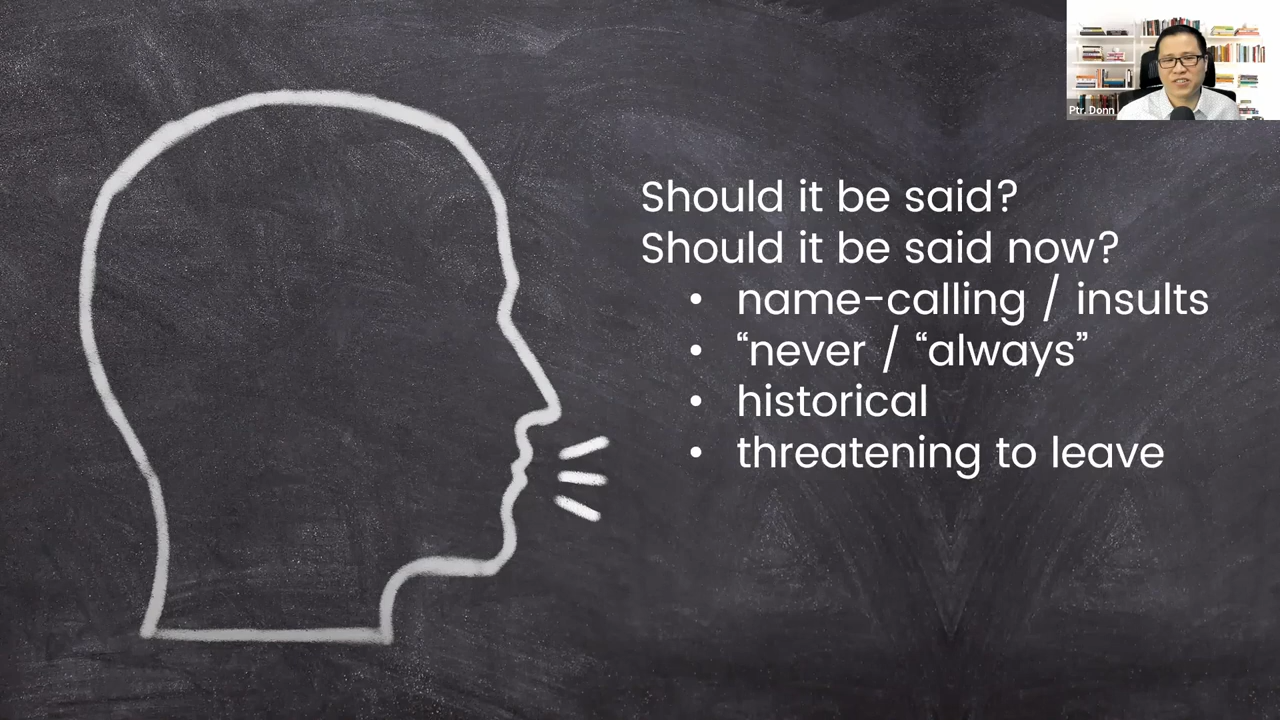 Ptr. Donn
Should it be said?
Should it be said now?
• name-calling / insults
• “never / “always”
• historical
• threatening to leave